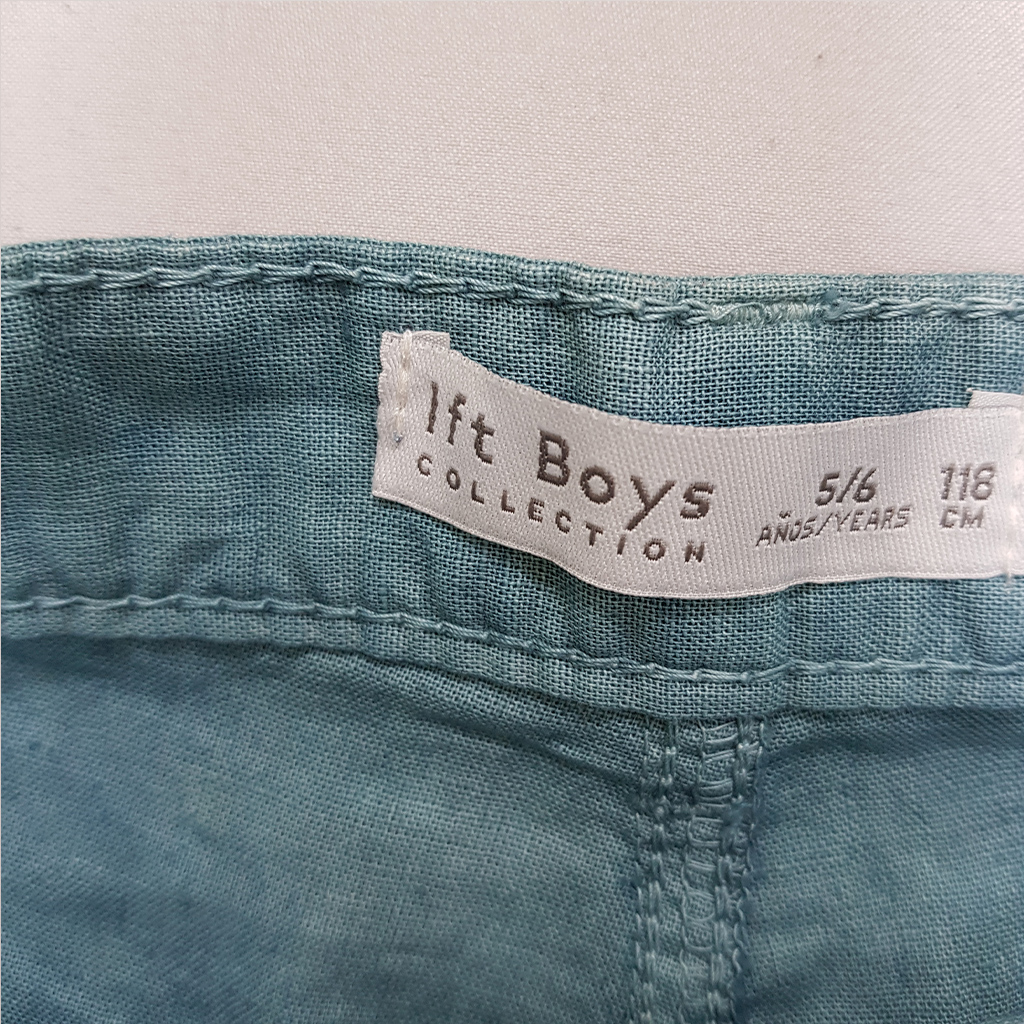 lft Boys
COLLECTION
5/6
AÑOS/YEARS
118
CM